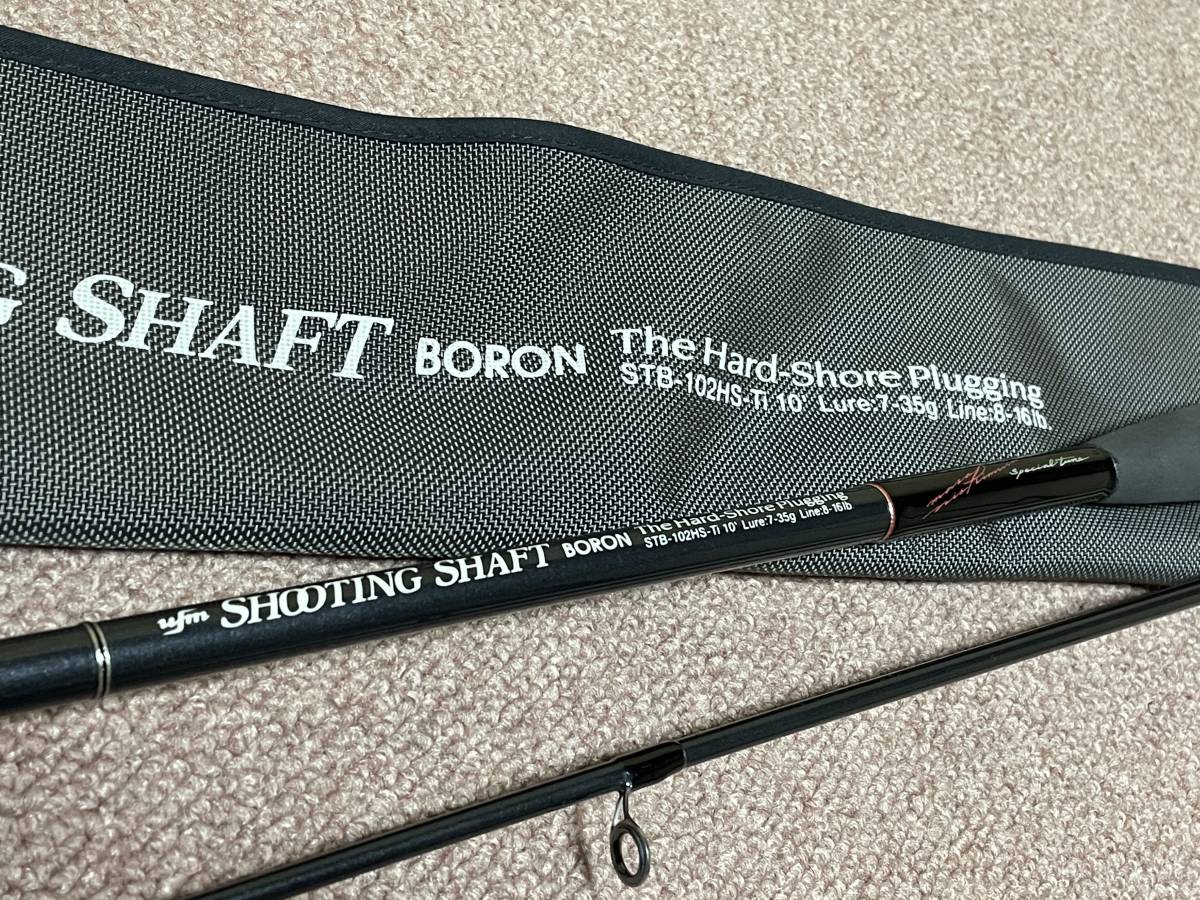 G SHAFT BORON The Hard-Shore Plugging
STB-102HS-Ti 10' Lure:7-35g Line:8-16lb.
ufm SHOOTING SHAFT BORON The Hard-Shore Plugging
STB-102HS-Ti 10' Lure:7-35g Line:8-16lb
special tune